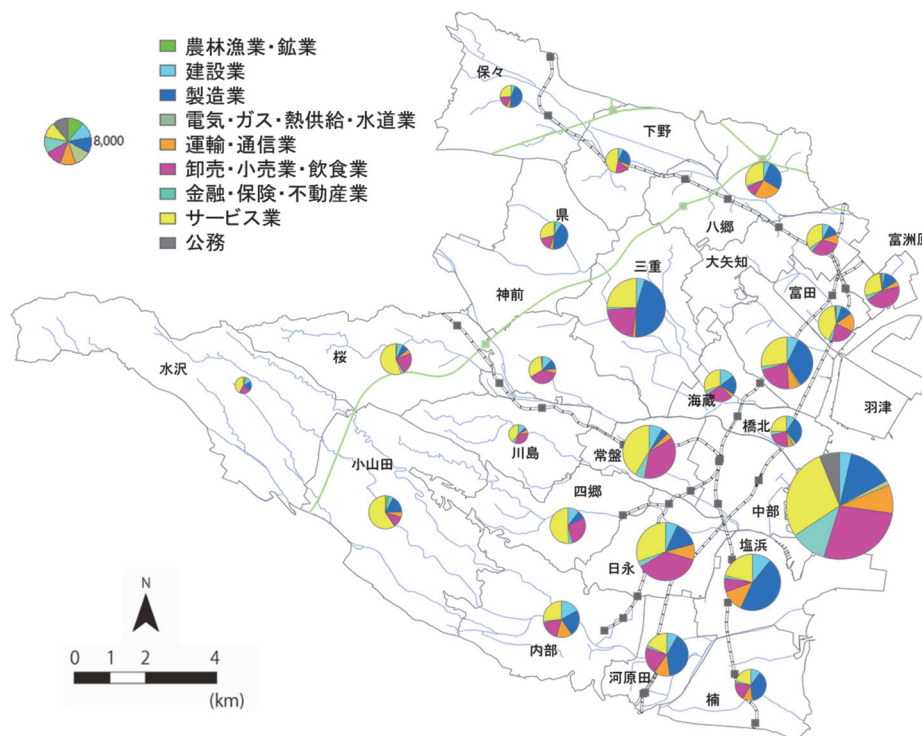 農林漁業・鉱業
建設業
製造業
電気・ガス・熱供給・水道業
運輸・通信業
卸売・小売業・飲食業
金融・保険・不動産業
サービス業
公務
8,000
保々
下野
県
八郷
大矢知
富洲原
三重
神前
富田
桜
水沢
海蔵
羽津
橋北
川島
常盤
小山田
四郷
中部
塩浜
日永
内部
河原田
楠
N
0 1 2 4
(km)